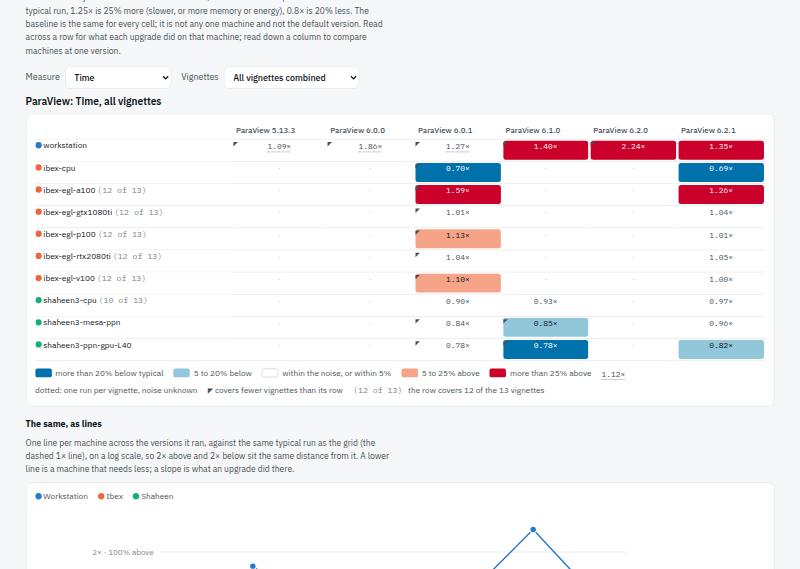 typical run, 1.25× is 25% more (slower, or more memory or energy), 0.8× is 20% less. The
baseline is the same for every cell; it is not any one machine and not the default version. Read
across a row for what each upgrade did on that machine; read down a column to compare
machines at one version.
Measure Time Vignettes All vignettes combined
ParaView: Time, all vignettes
ParaView 5.13.3 ParaView 6.0.0 ParaView 6.0.1 ParaView 6.1.0 ParaView 6.2.0 ParaView 6.2.1
workstation 1.09× 1.86× 1.27× 1.40× 2.24× 1.35×
ibex-cpu - - 0.70× - - 0.69×
ibex-egl-a100 (12 of 13) - - 1.59× - - 1.26×
ibex-egl-gtx1080ti (12 of 13) - - 1.01× - - 1.04×
ibex-egl-p100 (12 of 13) - - 1.13× - - 1.01×
ibex-egl-rtx2080ti (12 of 13) - - 1.04× - - 1.05×
ibex-egl-v100 (12 of 13) - - 1.10× - - 1.00×
shaheen3-cpu (10 of 13) - - 0.90× 0.93× - 0.97×
shaheen3-mesa-ppn - - 0.84× 0.85× - 0.96×
shaheen3-ppn-gpu-L40 - - 0.78× 0.78× - 0.82×
more than 20% below typical 5 to 20% below within the noise, or within 5% 5 to 25% above more than 25% above 1.12×
dotted: one run per vignette, noise unknown covers fewer vignettes than its row (12 of 13) the row covers 12 of the 13 vignettes
The same, as lines
One line per machine across the versions it ran, against the same typical run as the grid (the
dashed 1× line), on a log scale, so 2× above and 2× below sit the same distance from it. A lower
line is a machine that needs less; a slope is what an upgrade did there.
Workstation Ibex Shaheen
2× · 100% above